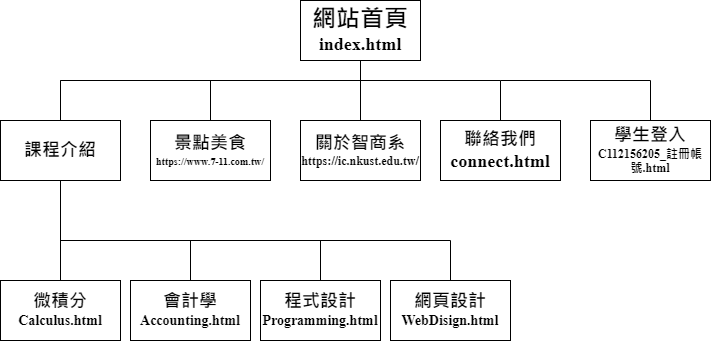 網站首頁
index.html
課程介紹
景點美食
https://www.7-11.com.tw/
關於智商系
https://ic.nkust.edu.tw/
聯絡我們
connect.html
學生登入
C112156205_註冊帳
號.html
微積分
Calculus.html
會計學
Accounting.html
程式設計
Programming.html
網頁設計
WebDisign.html